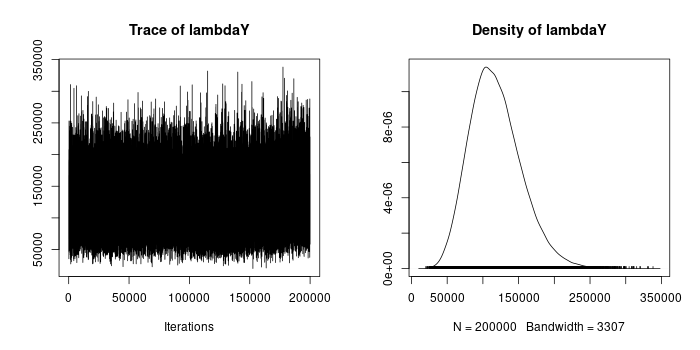 Trace of lambdaY
350000
250000
150000
50000
0 50000 100000 150000 200000
Iterations
Density of lambdaY
8e-06
4e-06
0e+00
0 50000 150000 250000 350000
N = 200000 Bandwidth = 3307